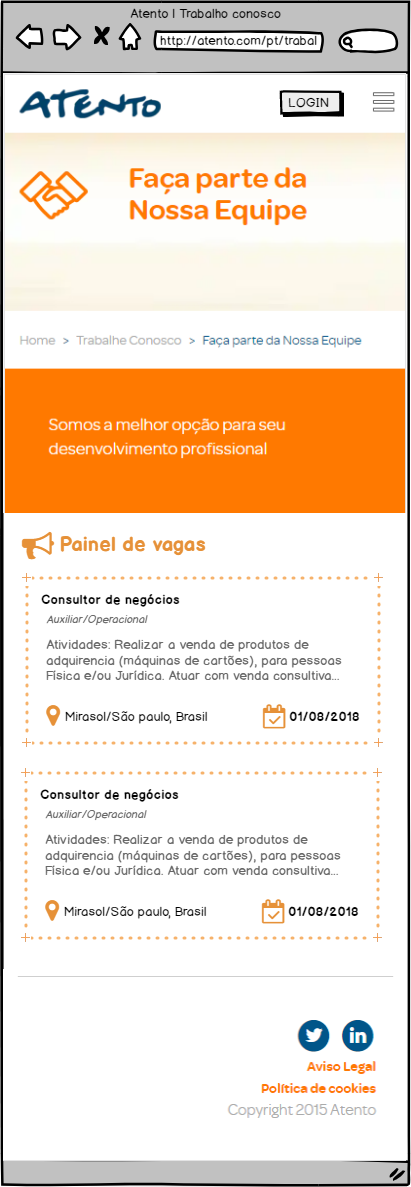 Atento | Trabalho conosco
http://atento.com/pt/trabal
ATENTO
LOGIN
Faça parte da
Nossa Equipe
Home > Trabalhe Conosco > Faça parte da Nossa Equipe
Somos a melhor opção para seu
desenvolvimento profissional
Painel de vagas
Consultor de negócios
Auxiliar/Operacional
Atividades: Realizar a venda de produtos de
adquirencia (máquinas de cartões), para pessoas
Física e/ou Jurídica. Atuar com venda consultiva...
Mirasol/São paulo, Brasil 01/08/2018
Consultor de negócios
Auxiliar/Operacional
Atividades: Realizar a venda de produtos de
adquirencia (máquinas de cartões), para pessoas
Física e/ou Jurídica. Atuar com venda consultiva...
Mirasol/São paulo, Brasil 01/08/2018
in
Aviso Legal
Política de cookies
Copyright 2015 Atento